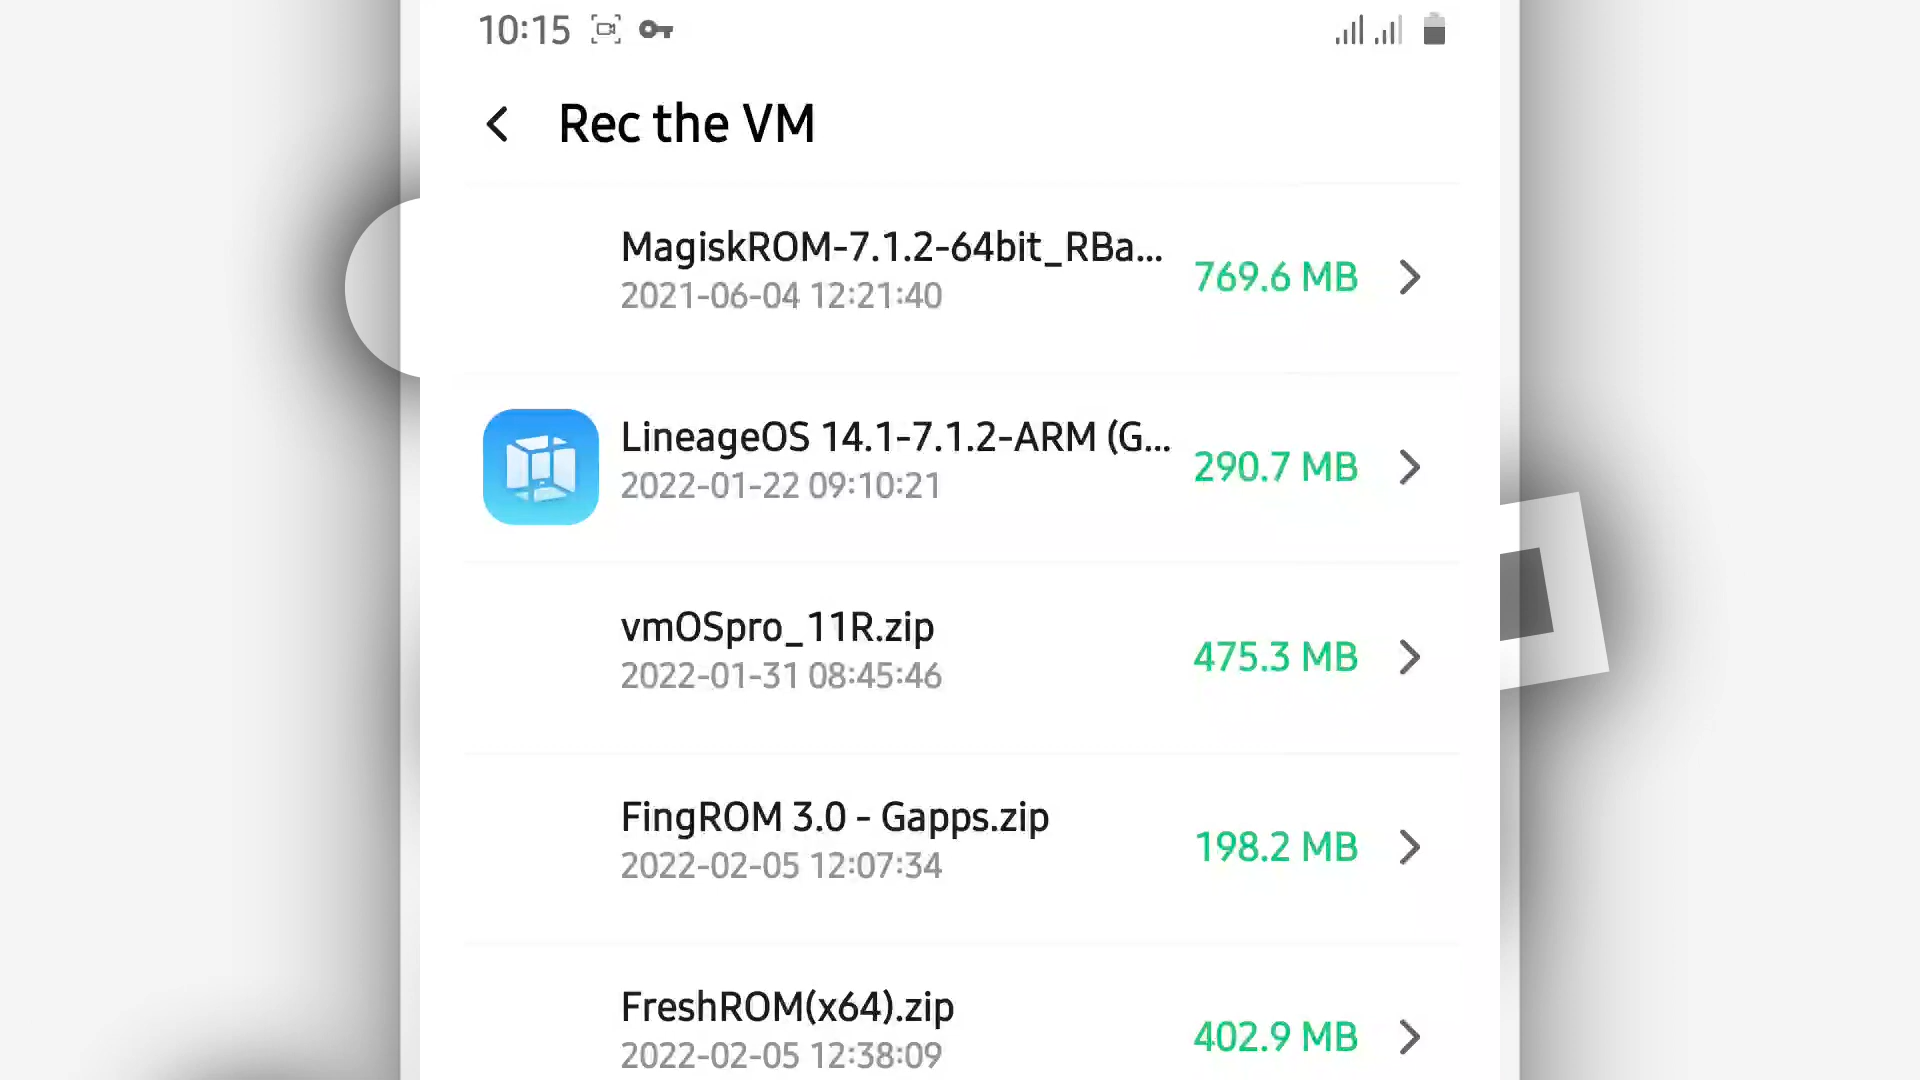 10:15
Rec the VM
MagiskROM-7.1.2-64bit_RBa...
2021-06-04 12:21:40
769.6 MB
LineageOS 14.1-7.1.2-ARM (G...
2022-01-22 09:10:21
290.7 MB
vmOSpro_11R.zip
2022-01-31 08:45:46
475.3 MB
FingROM 3.0 - Gapps.zip
2022-02-05 12:07:34
198.2 MB
FreshROM(x64).zip
2022-02-05 12:38:09
402.9 MB